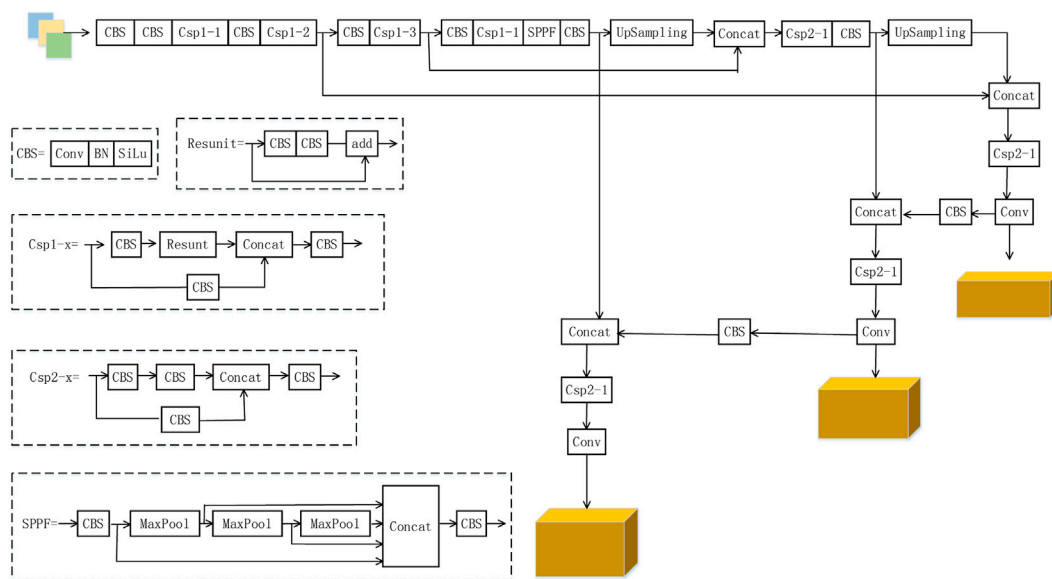 CBS CBS Csp1-1 CBS Csp1-2 CBS Csp1-3 CBS Csp1-1 SPPF CBS UpSampling Concat Csp2-1 CBS UpSampling
Concat
CBS= Conv BN SiLu
Resunit= CBS CBS add
Csp2-1
Concat CBS Conv
Csp1-x= CBS Resunt Concat CBS
CBS
Csp2-1
Concat CBS Conv
Csp2-x= CBS CBS Concat CBS
CBS
Csp2-1
Conv
SPPF= CBS MaxPool MaxPool MaxPool Concat CBS